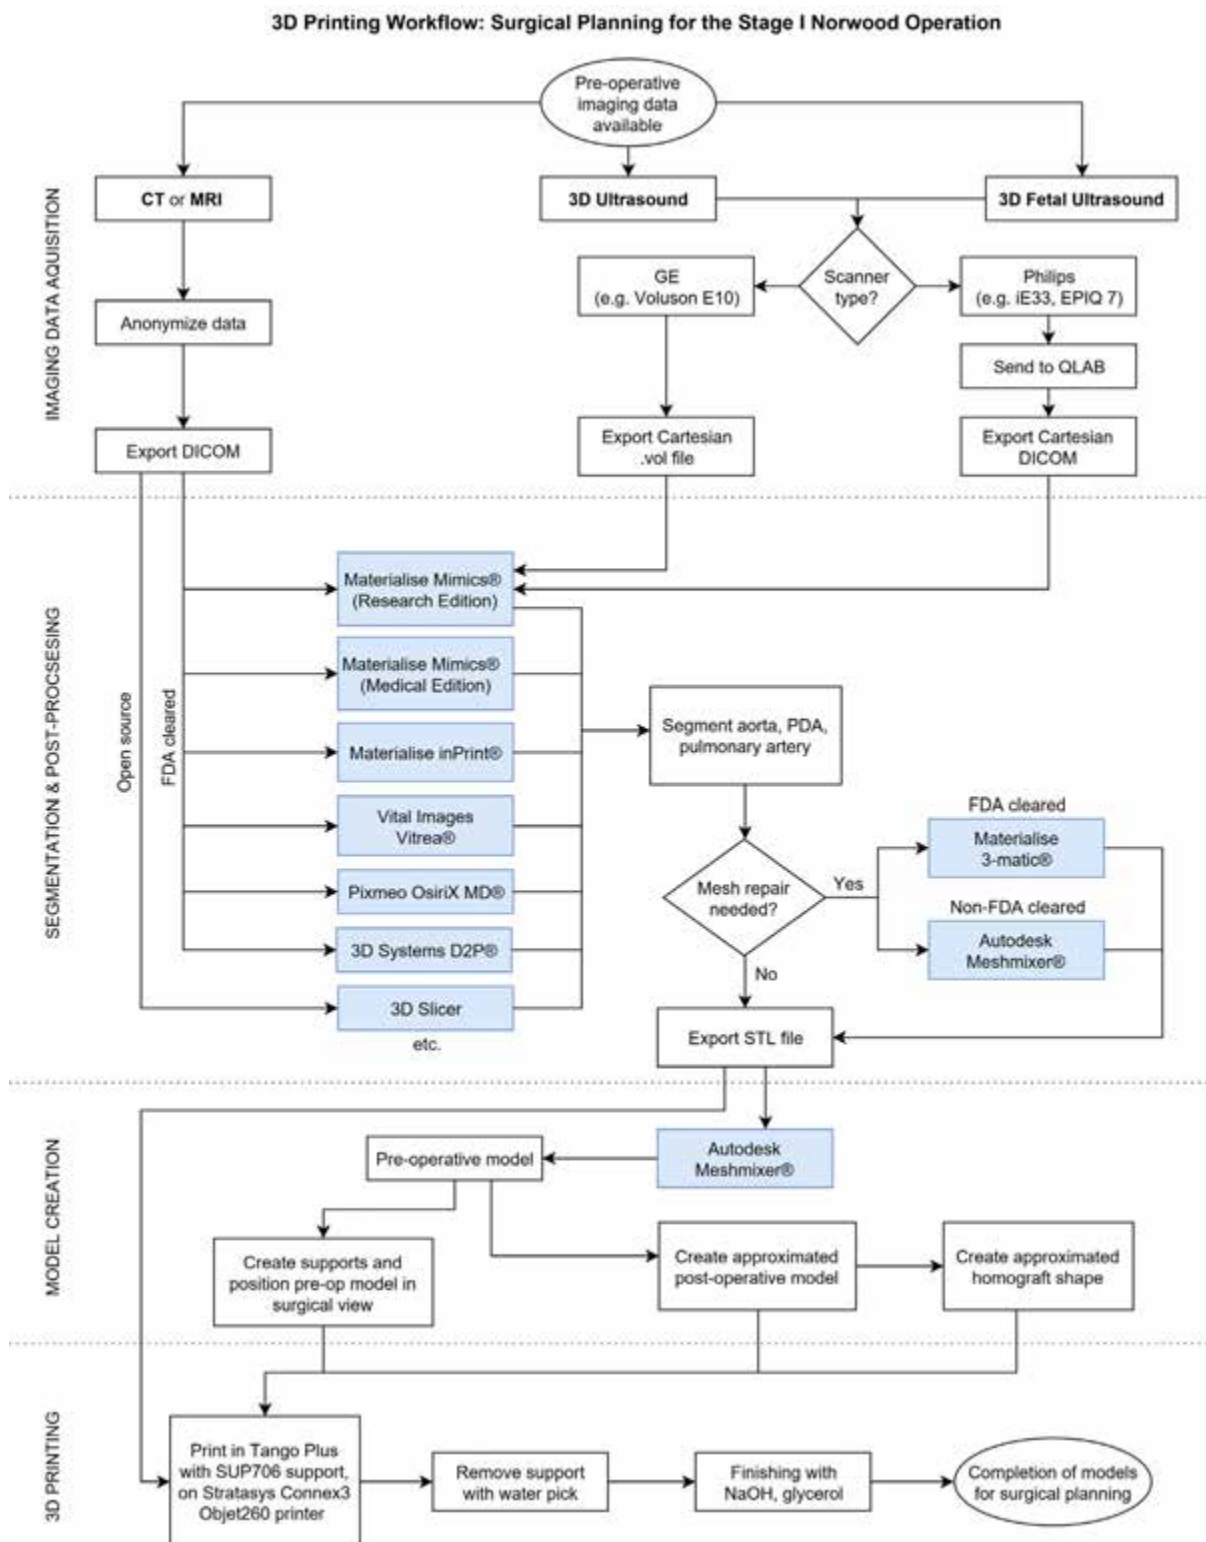 3D Printing Workflow: Surgical Planning for the Stage I Norwood Operation
Pre-operative
imaging data
available
IMAGING DATA AQUISITION
CT or MRI
3D Ultrasound
3D Fetal Ultrasound
Scanner
type?
GE
(e.g. Voluson E10)
Philips
(e.g. iE33, EPIQ 7)
Anonymize data
Send to QLAB
Export DICOM
Export Cartesian
.vol file
Export Cartesian
DICOM
SEGMENTATION & POST-PROCSESING
Open source
FDA cleared
Materialise Mimics®
(Research Edition)
Materialise Mimics®
(Medical Edition)
Materialise inPrint®
Vital Images
Vitrea®
Pixmeo OsiriX MD®
3D Systems D2P®
3D Slicer
etc.
Segment aorta, PDA,
pulmonary artery
Mesh repair
needed?
Yes
No
FDA cleared
Materialise
3-matic®
Non-FDA cleared
Autodesk
Meshmixer®
Export STL file
MODEL CREATION
Autodesk
Meshmixer®
Pre-operative model
Create supports and
position pre-op model in
surgical view
Create approximated
post-operative model
Create approximated
homograft shape
3D PRINTING
Print in Tango Plus
with SUP706 support,
on Stratasys Connex3
Objet260 printer
Remove support
with water pick
Finishing with
NaOH, glycerol
Completion of models
for surgical planning